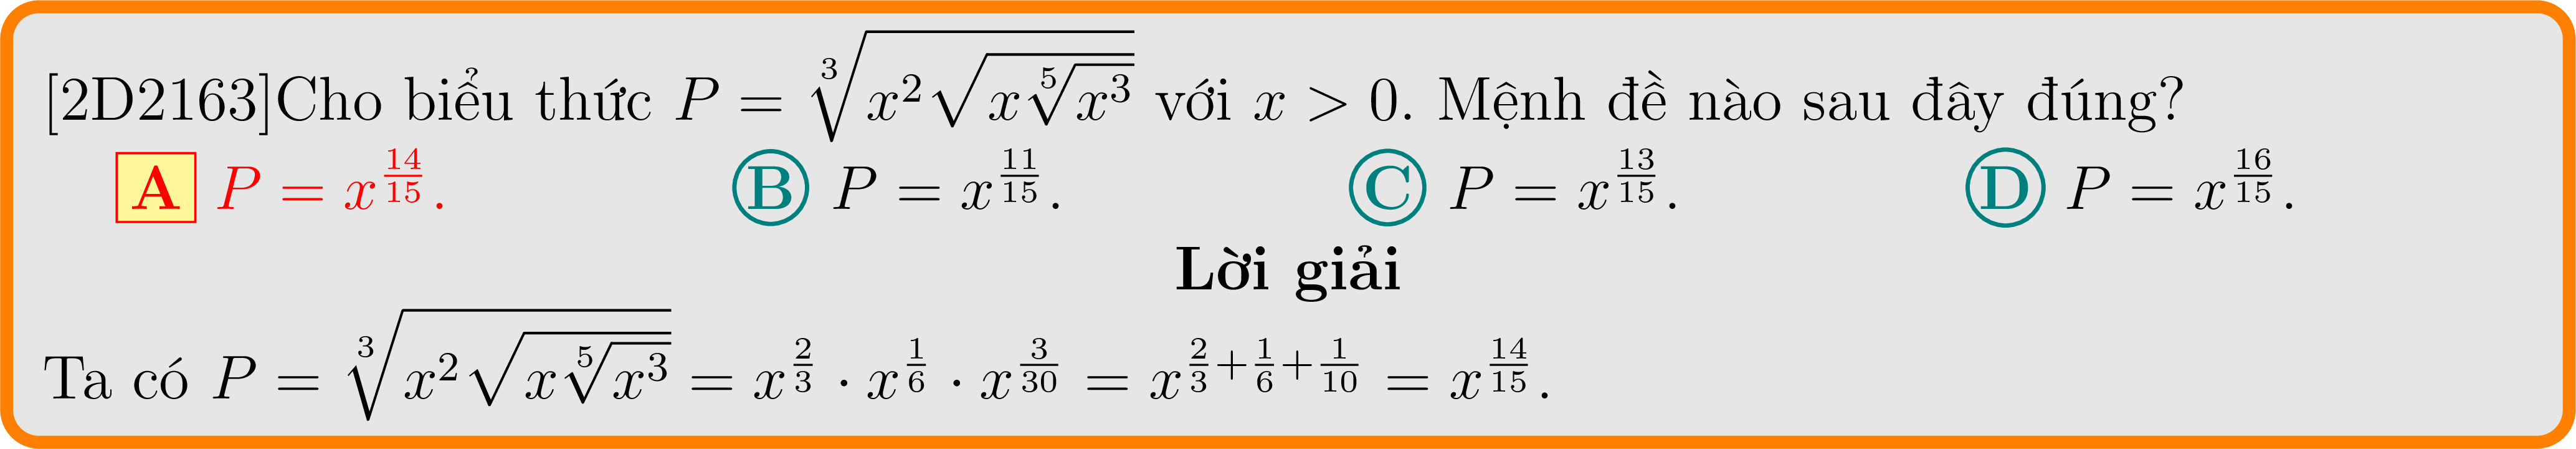 [2D2163]Cho biểu thức $P = \sqrt[3]{x^2\sqrt{x\sqrt[5]{x^3}}}$ với $x > 0$. Mệnh đề nào sau đây đúng?
A $P = x^{\frac{14}{15}}$. B $P = x^{\frac{11}{15}}$. C $P = x^{\frac{13}{15}}$. D $P = x^{\frac{16}{15}}$.
Lời giải
Ta có $P = \sqrt[3]{x^2\sqrt{x\sqrt[5]{x^3}}} = x^{\frac{2}{3}} \cdot x^{\frac{1}{6}} \cdot x^{\frac{3}{30}} = x^{\frac{2}{3}+\frac{1}{6}+\frac{1}{10}} = x^{\frac{14}{15}}$.